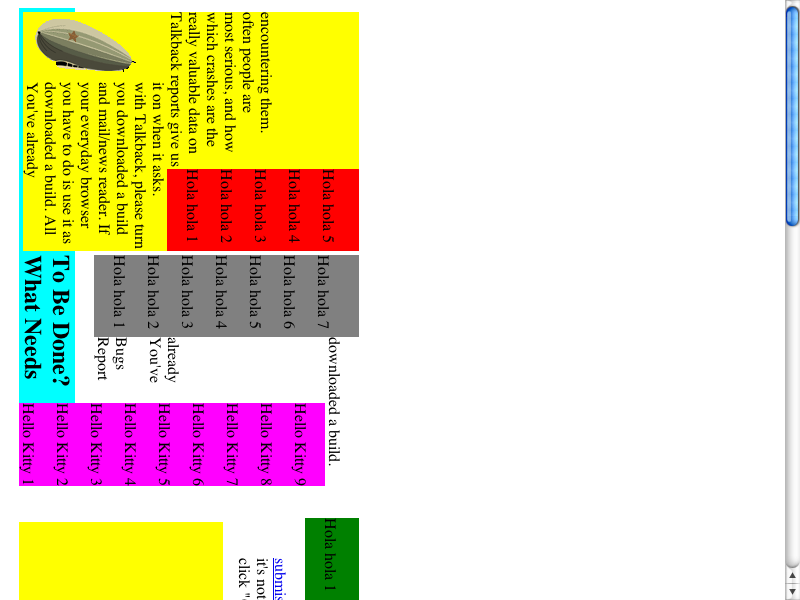 You've already
downloaded a build. All
you have to do is use it as
your everyday browser
and mail/news reader. If
you downloaded a build
with Talkback, please turn
it on when it asks.
Talkback reports give us
really valuable data on
which crashes are the
most serious, and how
often people are
encountering them.
Hola hola 1
Hola hola 2
Hola hola 3
Hola hola 4
Hola hola 5
What Needs
To Be Done?
Hola hola 1
Hola hola 2
Hola hola 3
Hola hola 4
Hola hola 5
Hola hola 6
Hola hola 7
Report
Bugs
You've
already
downloaded a build.
Hello Kitty 1
Hello Kitty 2
Hello Kitty 3
Hello Kitty 4
Hello Kitty 5
Hello Kitty 6
Hello Kitty 7
Hello Kitty 8
Hello Kitty 9
click
it's not
Hola hola 1